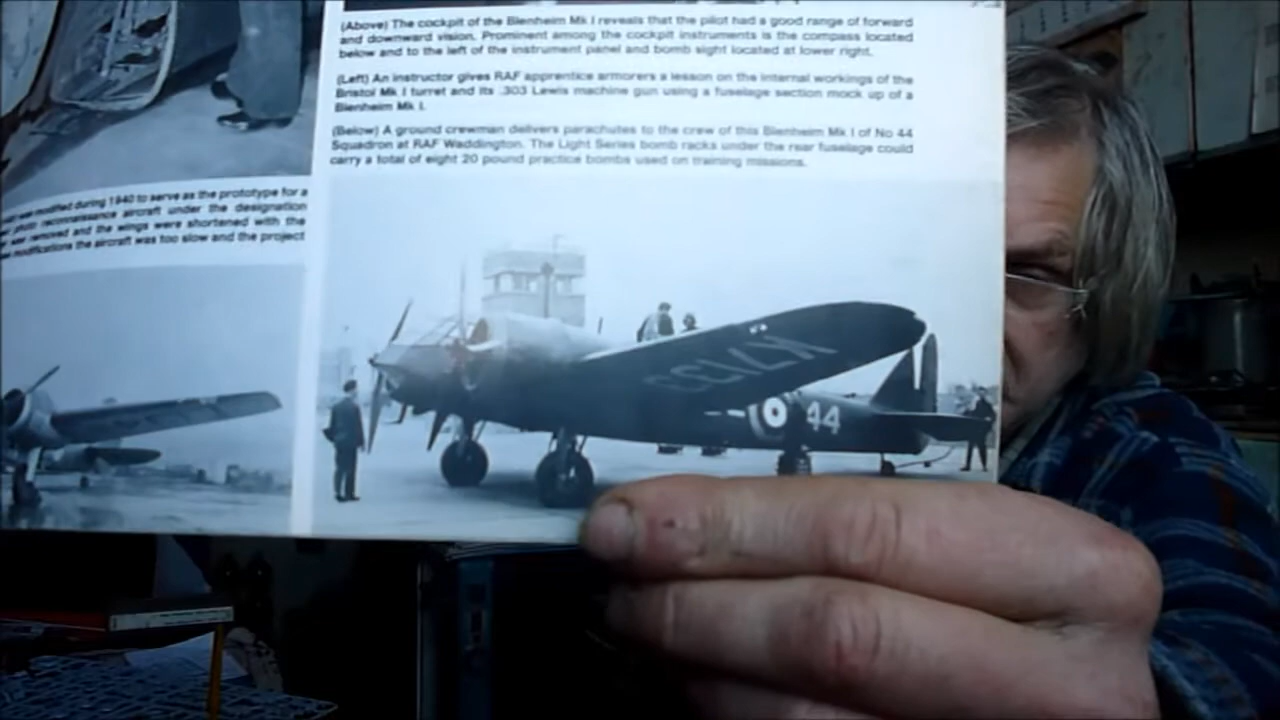 (Above) The cockpit of the Blenheim Mk I reveals that the pilot had a good range of forward
and downward vision. Prominent among the cockpit instruments is the compass located
below and to the left of the instrument panel and bomb sight located at lower right.
(Left) An instructor gives RAF apprentice armorers a lesson on the internal workings of the
Bristol Mk I turret and its .303 Lewis machine gun using a fuselage section mock up of a
Blenheim Mk I.
(Below) A ground crewman delivers parachutes to the crew of this Blenheim Mk I of No 44
Squadron at RAF Waddington. The Light Series bomb racks under the rear fuselage could
carry a total of eight 20 pound practice bombs used on training missions.
was modified during 1940 to serve as the prototype for a
photo reconnaissance aircraft under the designation
was removed and the wings were shortened with the
modifications the aircraft was too slow and the project
K7133
44